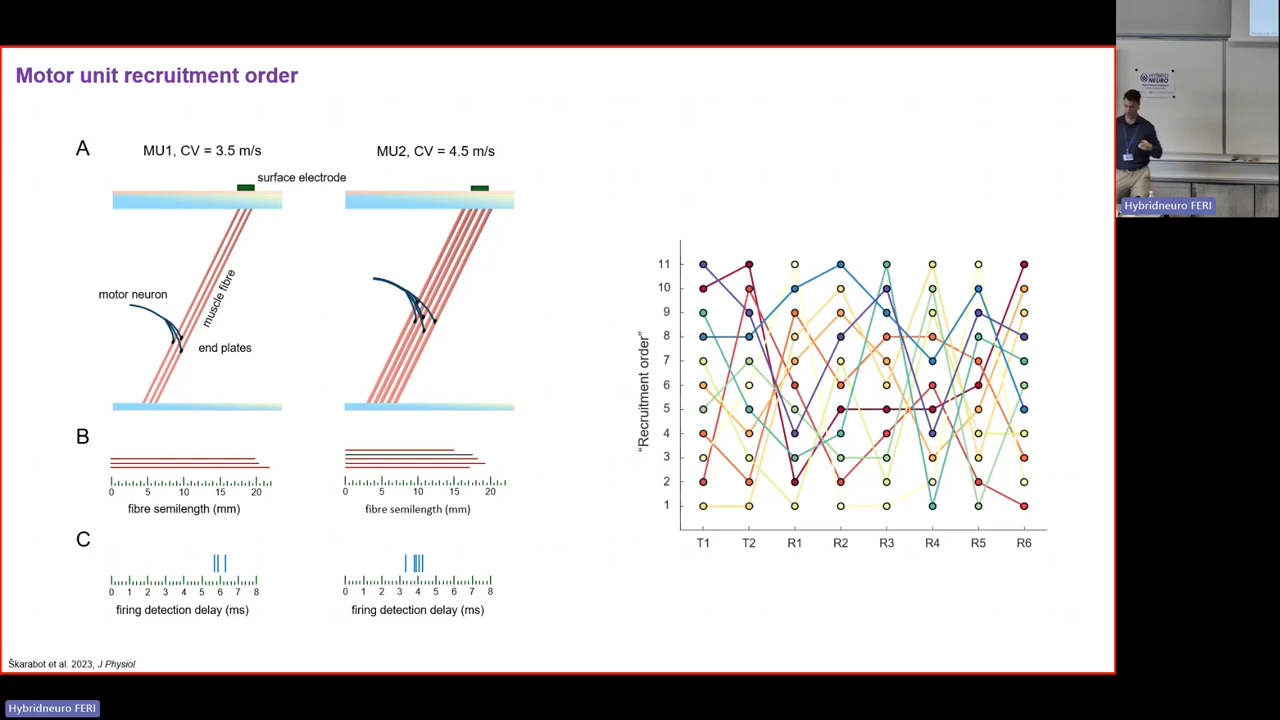 Motor unit recruitment order
A
MU1, CV = 3.5 m/s
MU2, CV = 4.5 m/s
surface electrode
motor neuron
muscle fibre
end plates
B
0 5 10 15 20
fibre semilength (mm)
0 5 10 15 20
fibre semilength (mm)
C
0 1 2 3 4 5 6 7 8
firing detection delay (ms)
0 1 2 3 4 5 6 7 8
firing detection delay (ms)
"Recruitment order"
11
10
9
8
7
6
5
4
3
2
1
T1 T2 R1 R2 R3 R4 R5 R6
Škarabot et al. 2023, J Physiol
HYBRID
NEURO
Hybridneuro FERI
Hybridneuro FERI